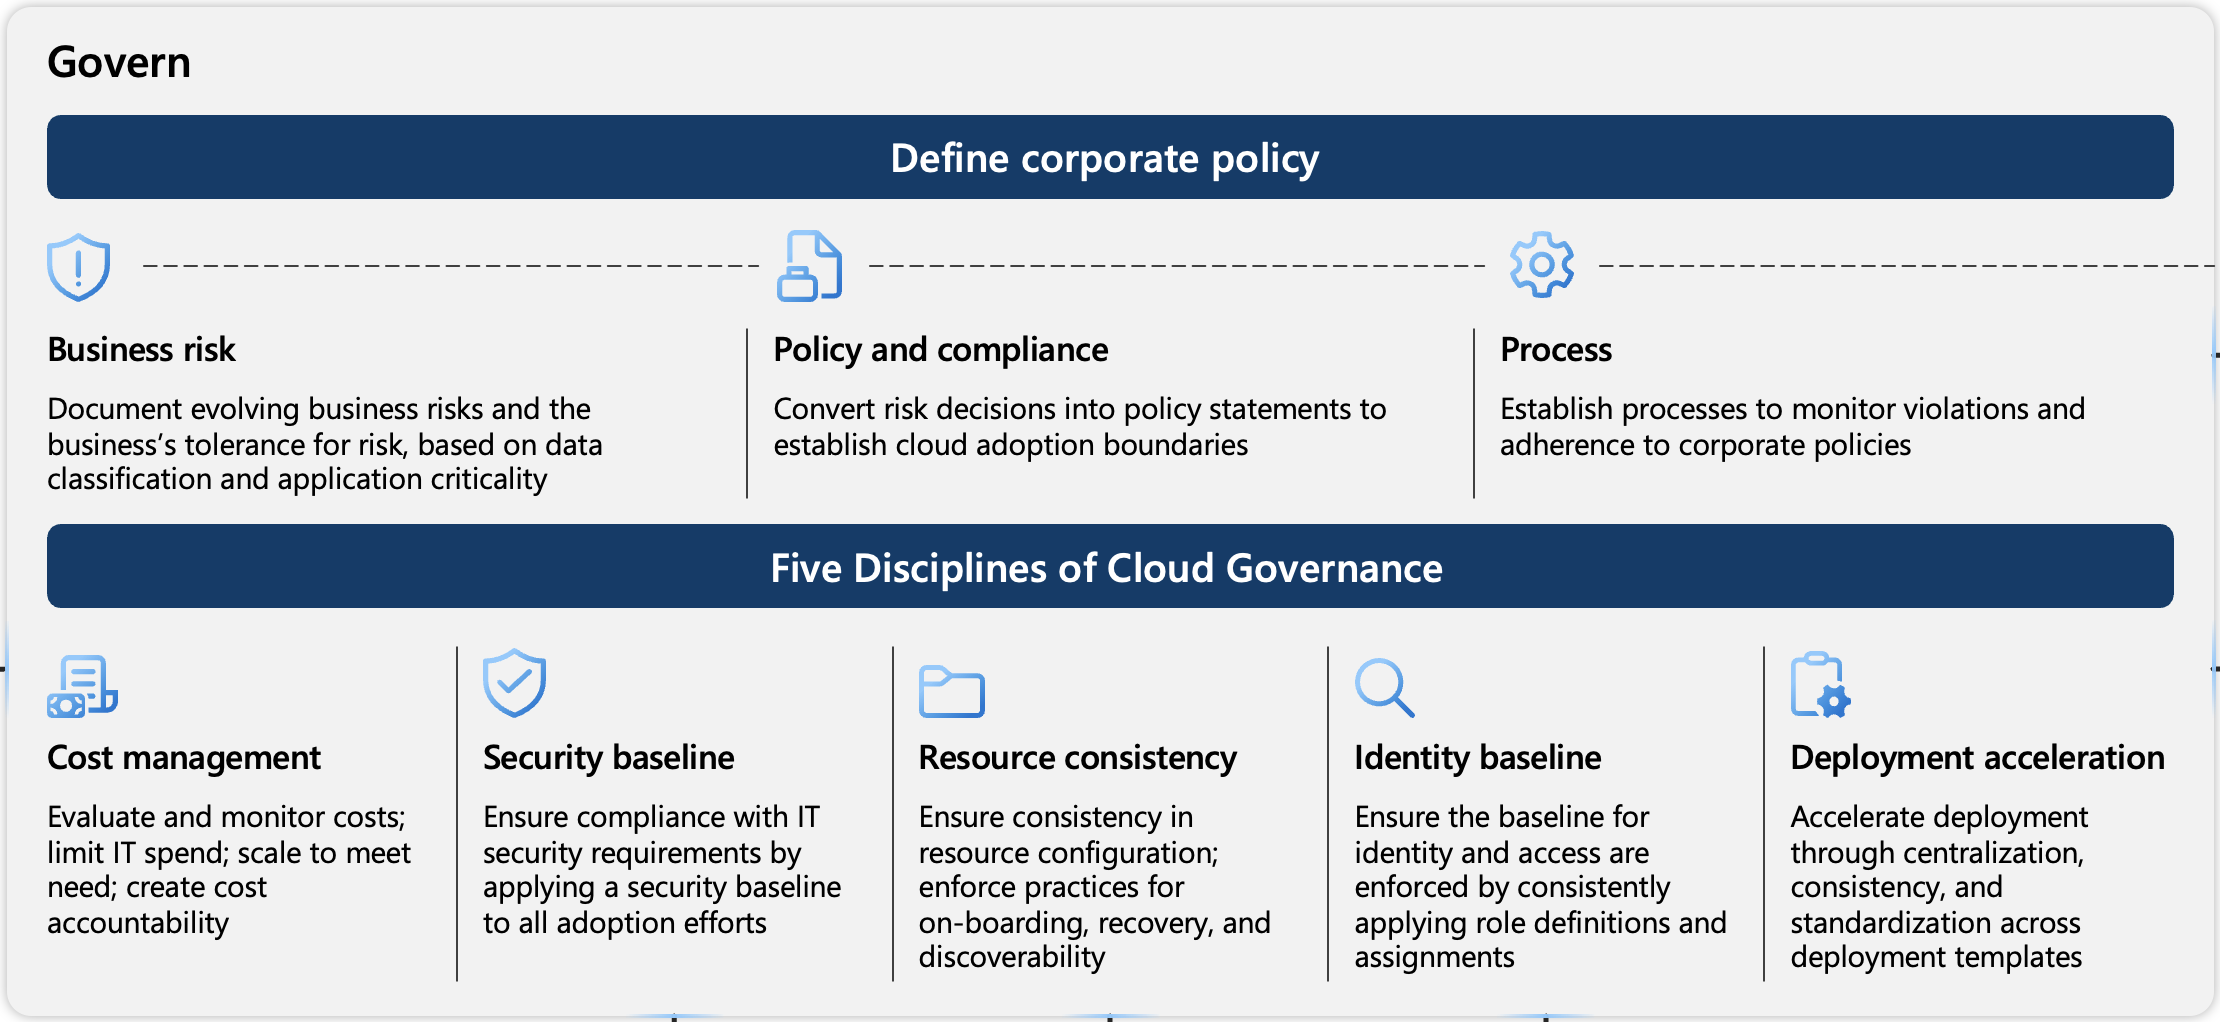 Govern
Define corporate policy
Business risk
Document evolving business risks and the
business’s tolerance for risk, based on data
classification and application criticality
Policy and compliance
Convert risk decisions into policy statements to
establish cloud adoption boundaries
Process
Establish processes to monitor violations and
adherence to corporate policies
Five Disciplines of Cloud Governance
Cost management
Evaluate and monitor costs;
limit IT spend; scale to meet
need; create cost
accountability
Security baseline
Ensure compliance with IT
security requirements by
applying a security baseline
to all adoption efforts
Resource consistency
Ensure consistency in
resource configuration;
enforce practices for
on-boarding, recovery, and
discoverability
Identity baseline
Ensure the baseline for
identity and access are
enforced by consistently
applying role definitions and
assignments
Deployment acceleration
Accelerate deployment
through centralization,
consistency, and
standardization across
deployment templates